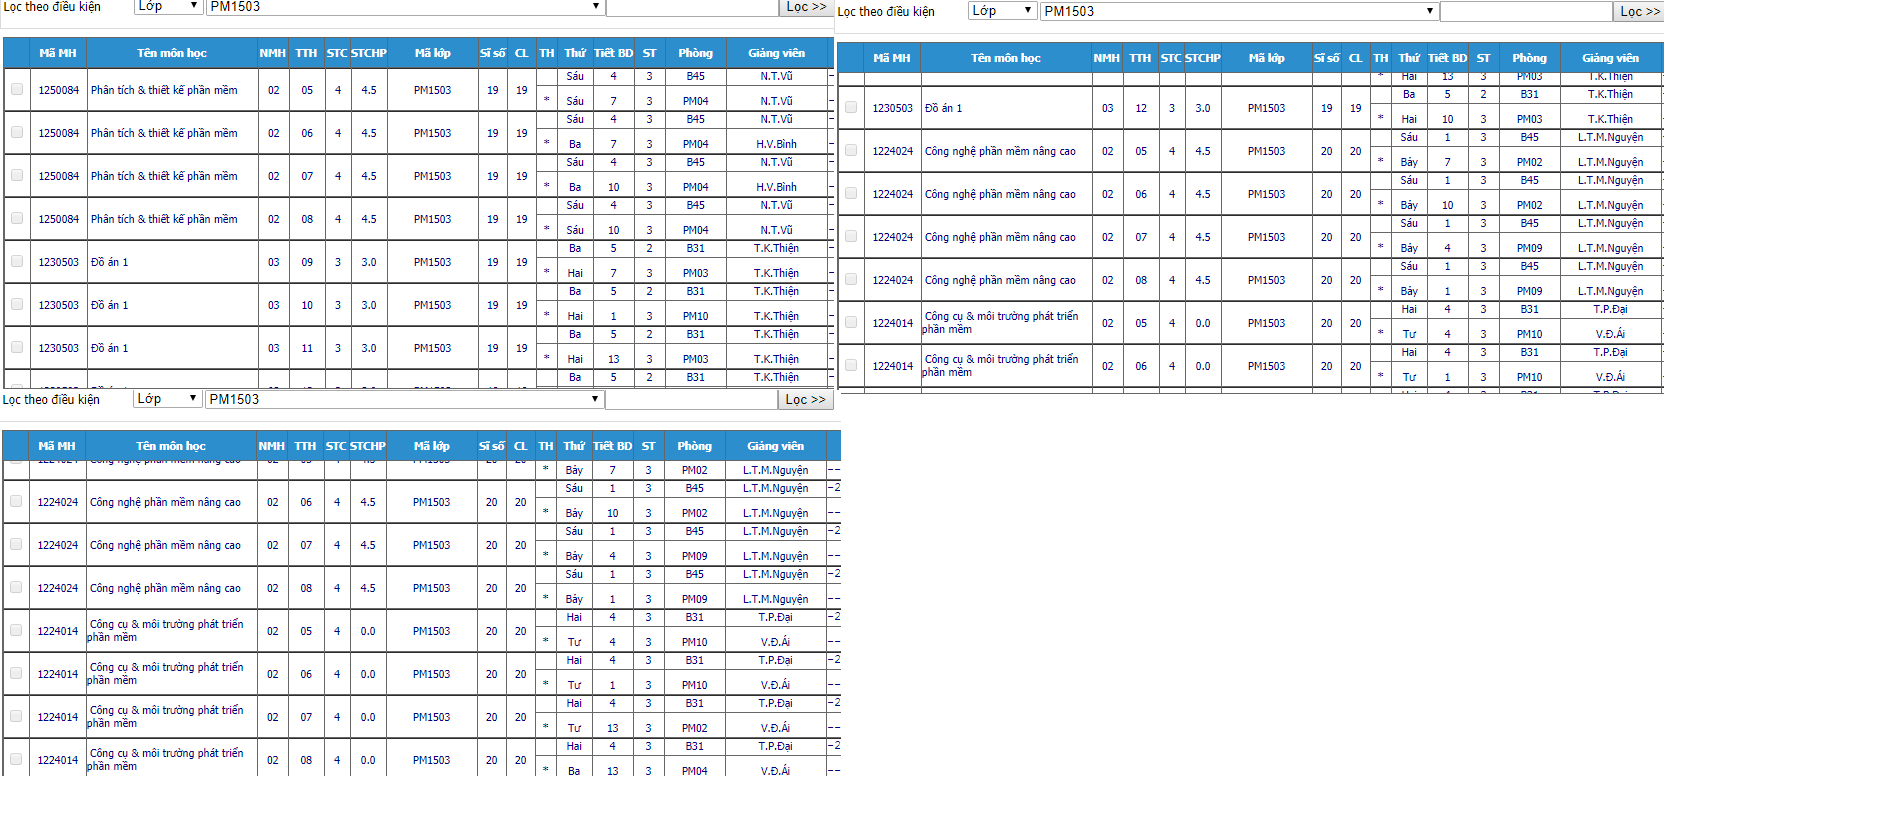 Lọc theo điều kiện Lớp PM1503 Lọc >>
Mã MH Tên môn học NMH TTH STC STCHP Mã lớp Sĩ số CL TH Thứ Tiết BD ST Phòng Giảng viên
Sáu 4 3 B45 N.T.Vũ
1250084 Phân tích & thiết kế phần mềm 02 05 4 4.5 PM1503 19 19
* Sáu 7 3 PM04 N.T.Vũ
Sáu 4 3 B45 N.T.Vũ
1250084 Phân tích & thiết kế phần mềm 02 06 4 4.5 PM1503 19 19
* Ba 7 3 PM04 H.V.Bình
Sáu 4 3 B45 N.T.Vũ
1250084 Phân tích & thiết kế phần mềm 02 07 4 4.5 PM1503 19 19
* Ba 10 3 PM04 H.V.Bình
Sáu 4 3 B45 N.T.Vũ
1250084 Phân tích & thiết kế phần mềm 02 08 4 4.5 PM1503 19 19
* Sáu 10 3 PM04 N.T.Vũ
Ba 5 2 B31 T.K.Thiện
1230503 Đồ án 1 03 09 3 3.0 PM1503 19 19
* Hai 7 3 PM03 T.K.Thiện
Ba 5 2 B31 T.K.Thiện
1230503 Đồ án 1 03 10 3 3.0 PM1503 19 19
* Hai 1 3 PM10 T.K.Thiện
Ba 5 2 B31 T.K.Thiện
1230503 Đồ án 1 03 11 3 3.0 PM1503 19 19
* Hai 13 3 PM03 T.K.Thiện
Ba 5 2 B31 T.K.Thiện
Lọc theo điều kiện Lớp PM1503 Lọc >>
Mã MH Tên môn học NMH TTH STC STCHP Mã lớp Sĩ số CL TH Thứ Tiết BD ST Phòng Giảng viên
* Hai 13 3 PM03 T.K.Thiện
Ba 5 2 B31 T.K.Thiện
1230503 Đồ án 1 03 12 3 3.0 PM1503 19 19
* Hai 10 3 PM03 T.K.Thiện
Sáu 1 3 B45 L.T.M.Nguyện
1224024 Công nghệ phần mềm nâng cao 02 05 4 4.5 PM1503 20 20
* Bảy 7 3 PM02 L.T.M.Nguyện
Sáu 1 3 B45 L.T.M.Nguyện
1224024 Công nghệ phần mềm nâng cao 02 06 4 4.5 PM1503 20 20
* Bảy 10 3 PM02 L.T.M.Nguyện
Sáu 1 3 B45 L.T.M.Nguyện
1224024 Công nghệ phần mềm nâng cao 02 07 4 4.5 PM1503 20 20
* Bảy 4 3 PM09 L.T.M.Nguyện
Sáu 1 3 B45 L.T.M.Nguyện
1224024 Công nghệ phần mềm nâng cao 02 08 4 4.5 PM1503 20 20
* Bảy 1 3 PM09 L.T.M.Nguyện
Hai 4 3 B31 T.P.Đại
1224014 Công cụ & môi trường phát triển phần mềm 02 05 4 0.0 PM1503 20 20
* Tư 4 3 PM10 V.Đ.Ái
Hai 4 3 B31 T.P.Đại
1224014 Công cụ & môi trường phát triển phần mềm 02 06 4 0.0 PM1503 20 20
* Tư 1 3 PM10 V.Đ.Ái
Lọc theo điều kiện Lớp PM1503 Lọc >>
Mã MH Tên môn học NMH TTH STC STCHP Mã lớp Sĩ số CL TH Thứ Tiết BD ST Phòng Giảng viên
* Bảy 7 3 PM02 L.T.M.Nguyện --
Sáu 1 3 B45 L.T.M.Nguyện -2
1224024 Công nghệ phần mềm nâng cao 02 06 4 4.5 PM1503 20 20
* Bảy 10 3 PM02 L.T.M.Nguyện --
Sáu 1 3 B45 L.T.M.Nguyện -2
1224024 Công nghệ phần mềm nâng cao 02 07 4 4.5 PM1503 20 20
* Bảy 4 3 PM09 L.T.M.Nguyện --
Sáu 1 3 B45 L.T.M.Nguyện -2
1224024 Công nghệ phần mềm nâng cao 02 08 4 4.5 PM1503 20 20
* Bảy 1 3 PM09 L.T.M.Nguyện --
Hai 4 3 B31 T.P.Đại -2
1224014 Công cụ & môi trường phát triển phần mềm 02 05 4 0.0 PM1503 20 20
* Tư 4 3 PM10 V.Đ.Ái --
Hai 4 3 B31 T.P.Đại -2
1224014 Công cụ & môi trường phát triển phần mềm 02 06 4 0.0 PM1503 20 20
* Tư 1 3 PM10 V.Đ.Ái --
Hai 4 3 B31 T.P.Đại -2
1224014 Công cụ & môi trường phát triển phần mềm 02 07 4 0.0 PM1503 20 20
* Tư 13 3 PM02 V.Đ.Ái --
Hai 4 3 B31 T.P.Đại -2
1224014 Công cụ & môi trường phát triển phần mềm 02 08 4 0.0 PM1503 20 20
* Ba 13 3 PM04 V.Đ.Ái --